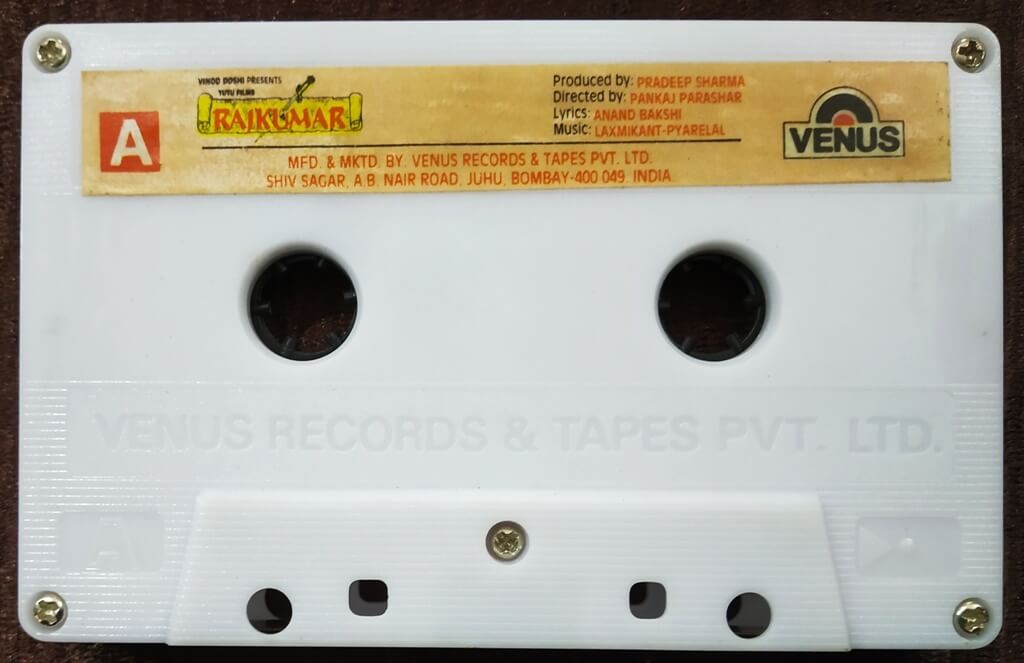 A
VINOD DOSHI PRESENTS
TUTU FILMS
RAJKUMAR
Produced by: PRADEEP SHARMA
Directed by: PANKAJ PARASHAR
Lyrics: ANAND BAKSHI
Music: LAXMIKANT-PYARELAL
VENUS
MFD. & MKTD. BY. VENUS RECORDS & TAPES PVT. LTD.
SHIV SAGAR, A.B. NAIR ROAD, JUHU, BOMBAY-400 049. INDIA.
VENUS RECORDS & TAPES PVT. LTD.
A